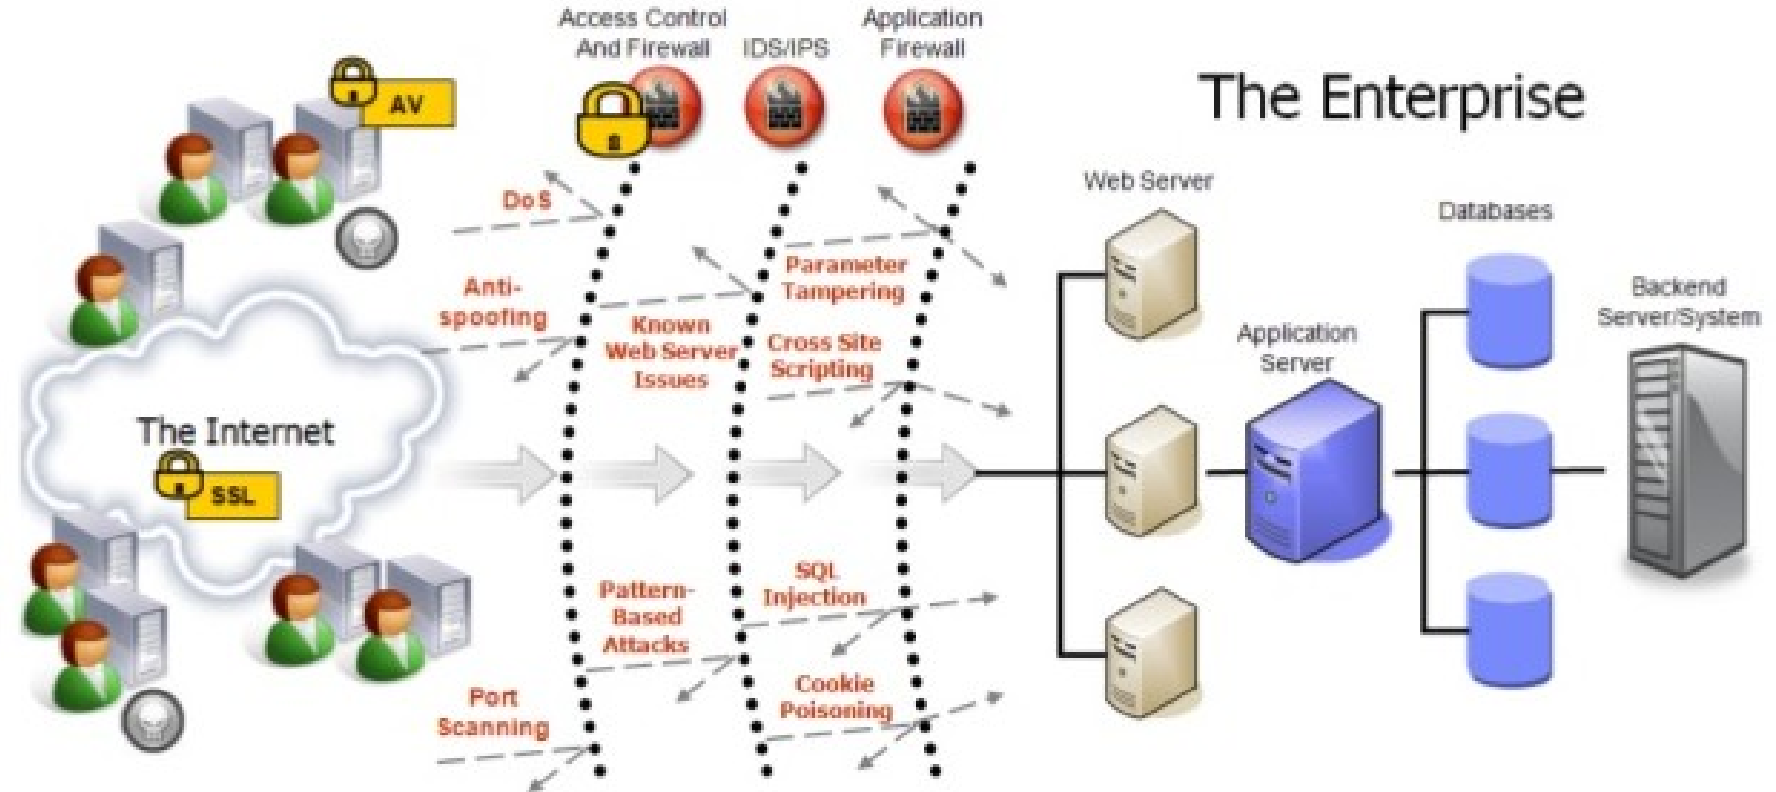 Access Control
And Firewall
IDS/IPS
Application
Firewall
The Enterprise
AV
DoS
Anti-
spoofing
Known
Web Server
Issues
Parameter
Tampering
Cross Site
Scripting
The Internet
SSL
Pattern-
Based
Attacks
SQL
Injection
Cookie
Poisoning
Port
Scanning
Web Server
Application
Server
Databases
Backend
Server/System